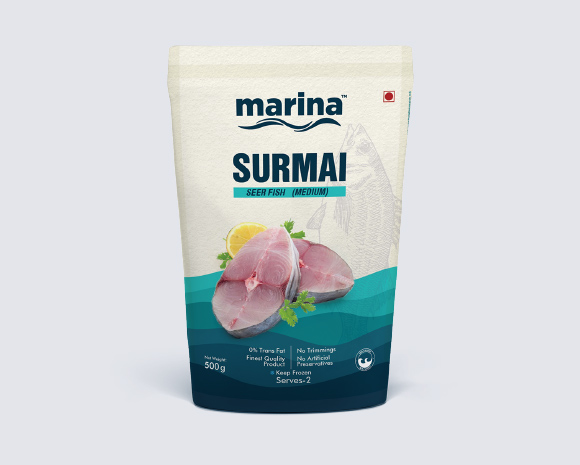 marina™
SURMAI
SEER FISH (MEDIUM)
0% Trans Fat
Finest Quality
Product
No Trimmings
No Artificial
Preservatives
Keep Frozen
Serves-2
Net Weight:
500g